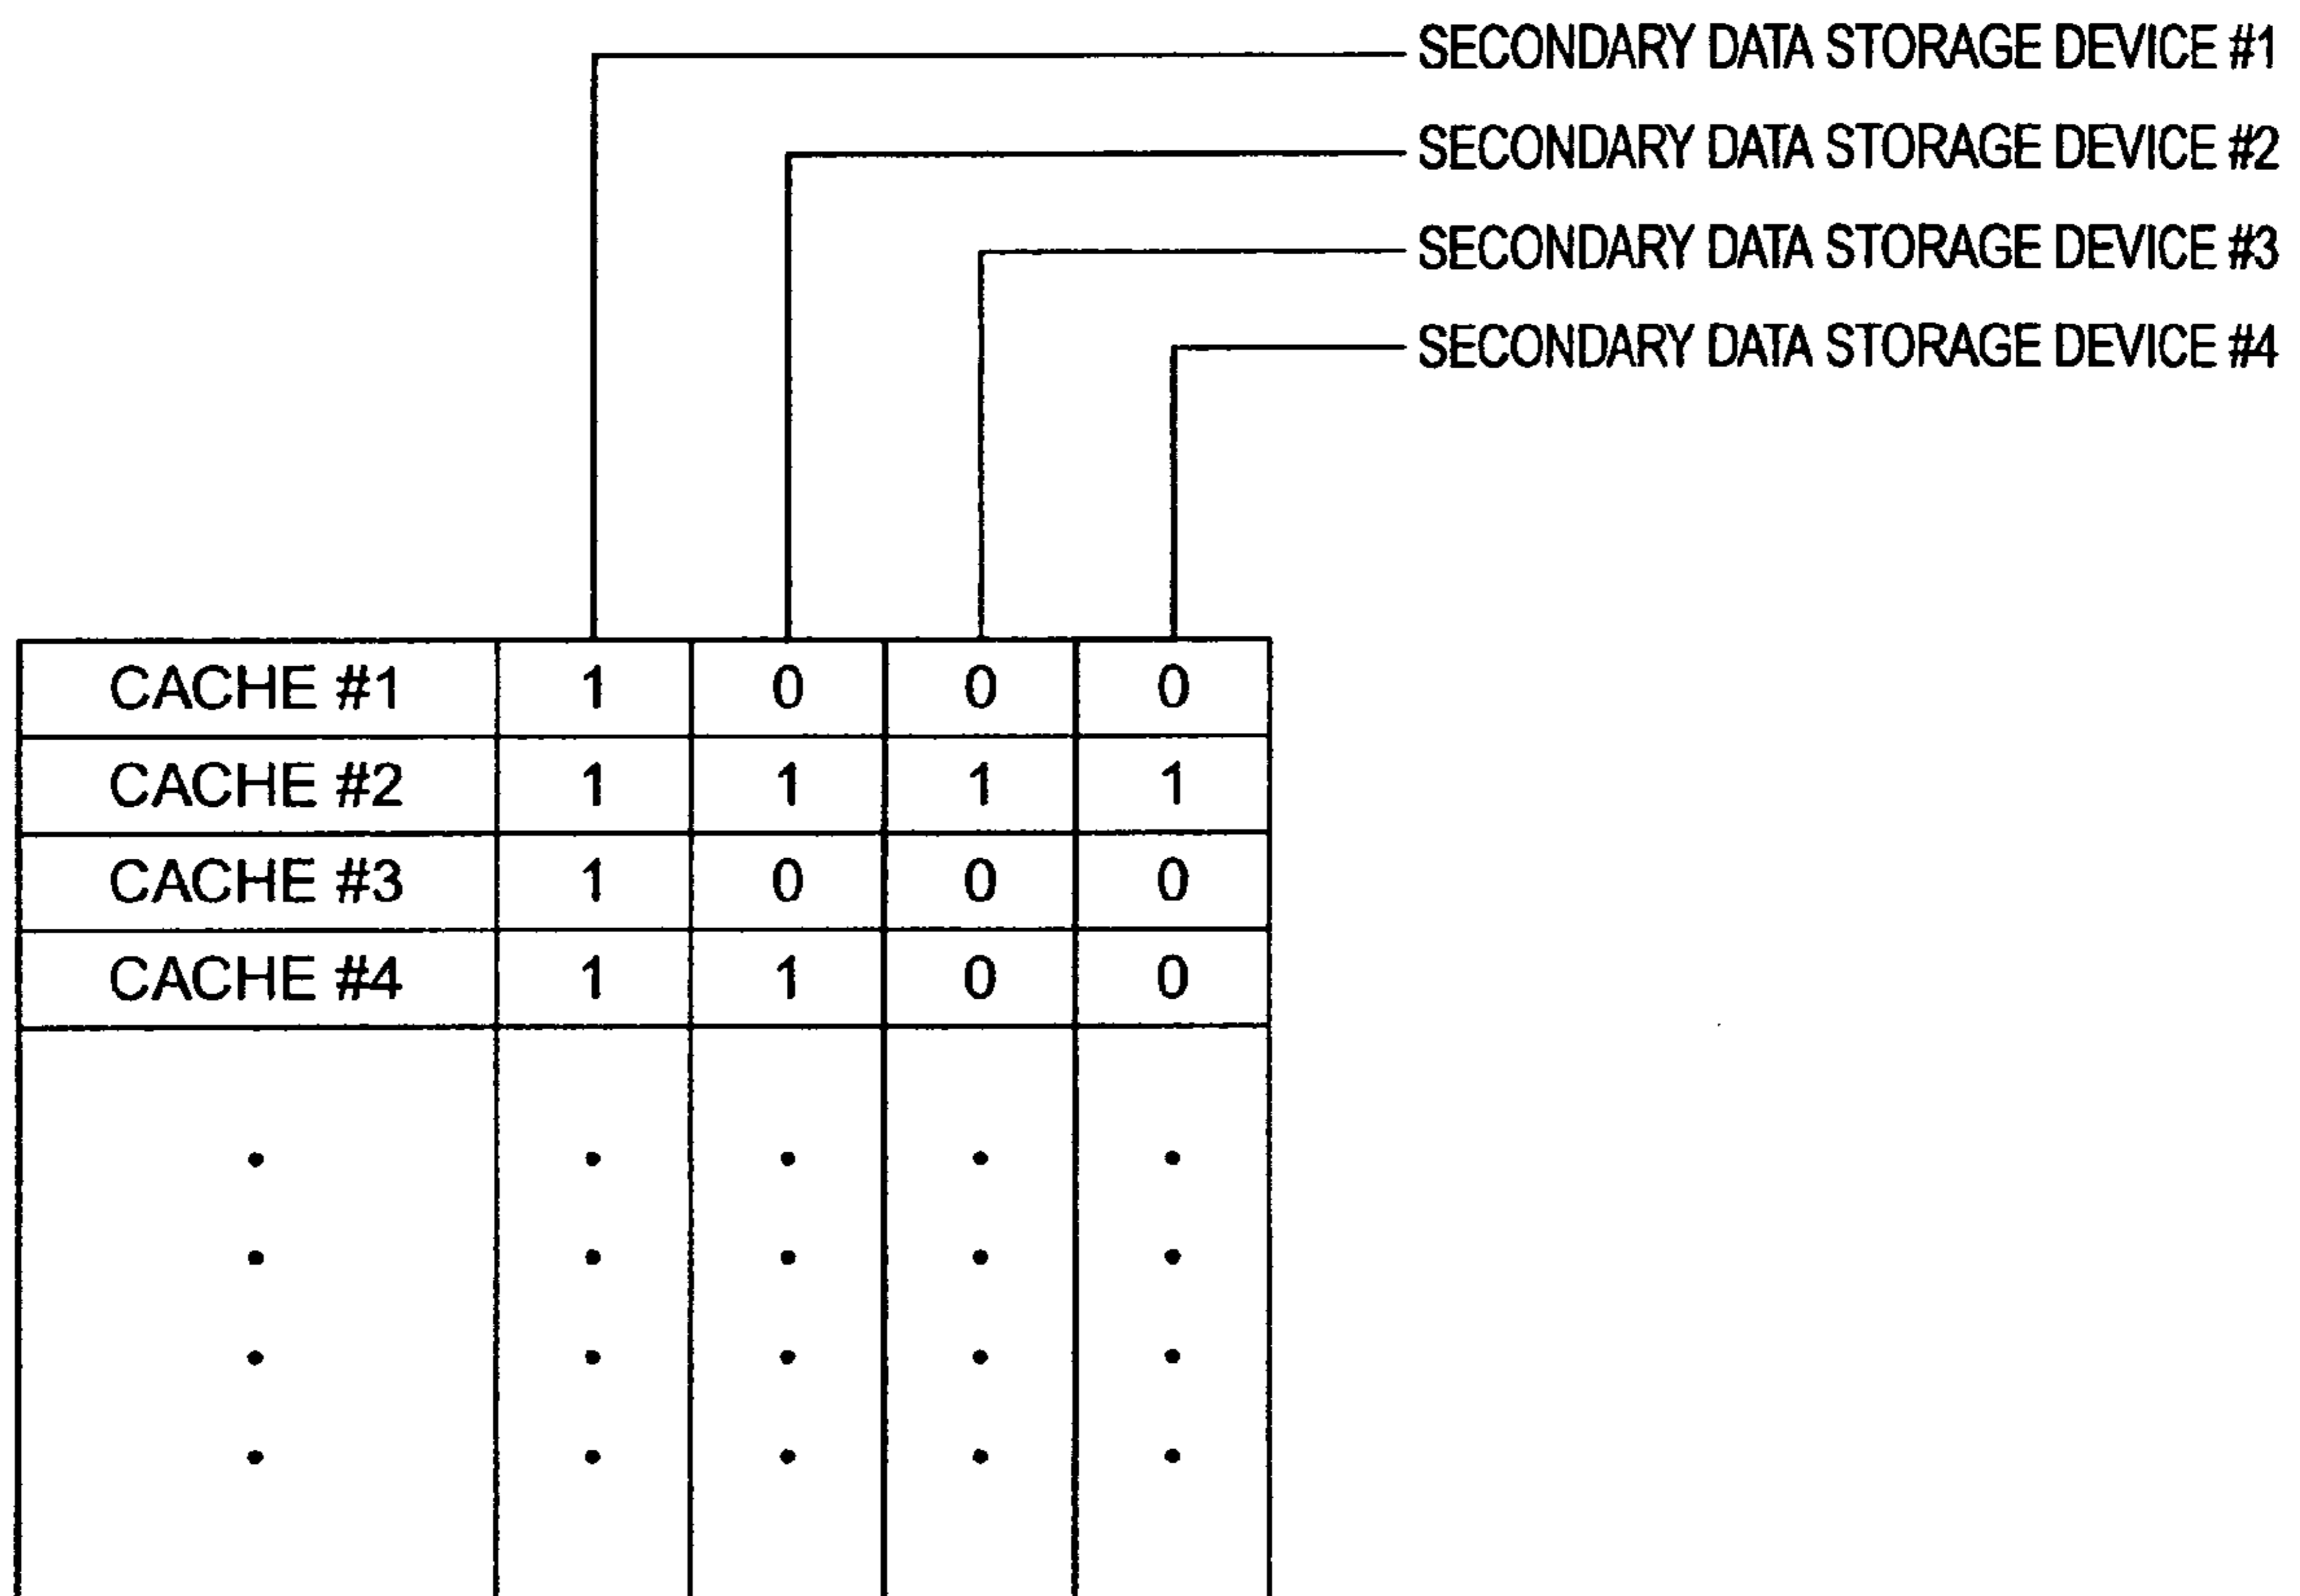 SECONDARY DATA STORAGE DEVICE #1
SECONDARY DATA STORAGE DEVICE #2
SECONDARY DATA STORAGE DEVICE #3
SECONDARY DATA STORAGE DEVICE #4
CACHE #1 1 0 0 0
CACHE #2 1 1 1 1
CACHE #3 1 0 0 0
CACHE #4 1 1 0 0